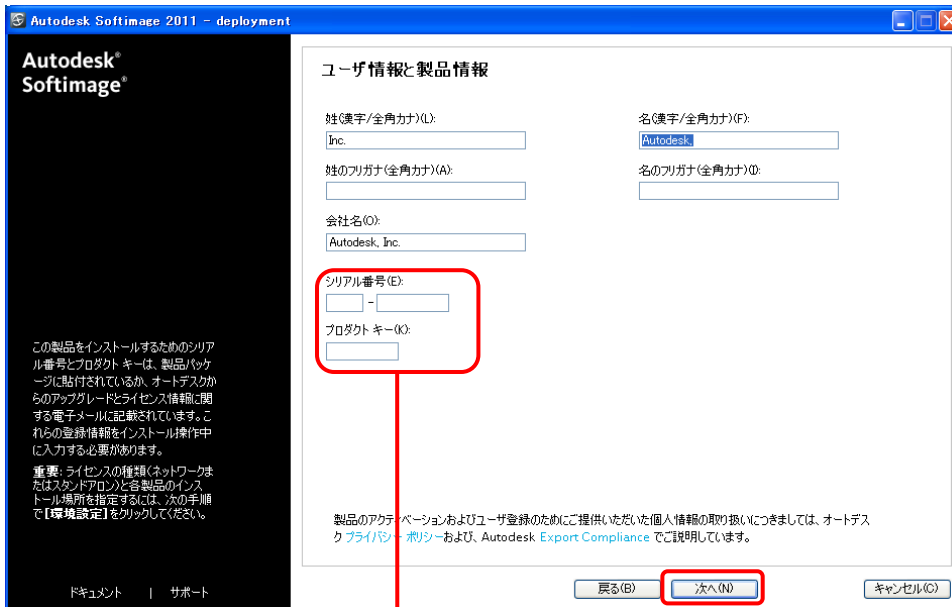 Autodesk Softimage 2011 - deployment
Autodesk®
Softimage®
ユーザ情報と製品情報
姓(漢字/全角カナ)(L):
名(漢字/全角カナ)(F):
Inc.
Autodesk,
姓のフリガナ(全角カナ)(A):
名のフリガナ(全角カナ)(I):
会社名(O):
Autodesk, Inc.
シリアル番号(E):
-
プロダクト キー(K):
この製品をインストールするためのシリア
ル番号とプロダクト キーは、製品パッケ
ージに貼付されているか、オートデスクか
らのアップグレードとライセンス情報に関
する電子メールに記載されています。こ
れらの登録情報をインストール操作中
に入力する必要があります。
重要: ライセンスの種類(ネットワークま
たはスタンドアロン)と各製品のインス
トール場所を指定するには、次の手順
で[環境設定]をクリックしてください。
製品のアクティベーションおよびユーザ登録のためにご提供いただいた個人情報の取り扱いにつきましては、オートデス
ク プライバシー ポリシーおよび、Autodesk Export Compliance でご説明しています。
ドキュメント | サポート
戻る(B)
次へ(N)
キャンセル(C)